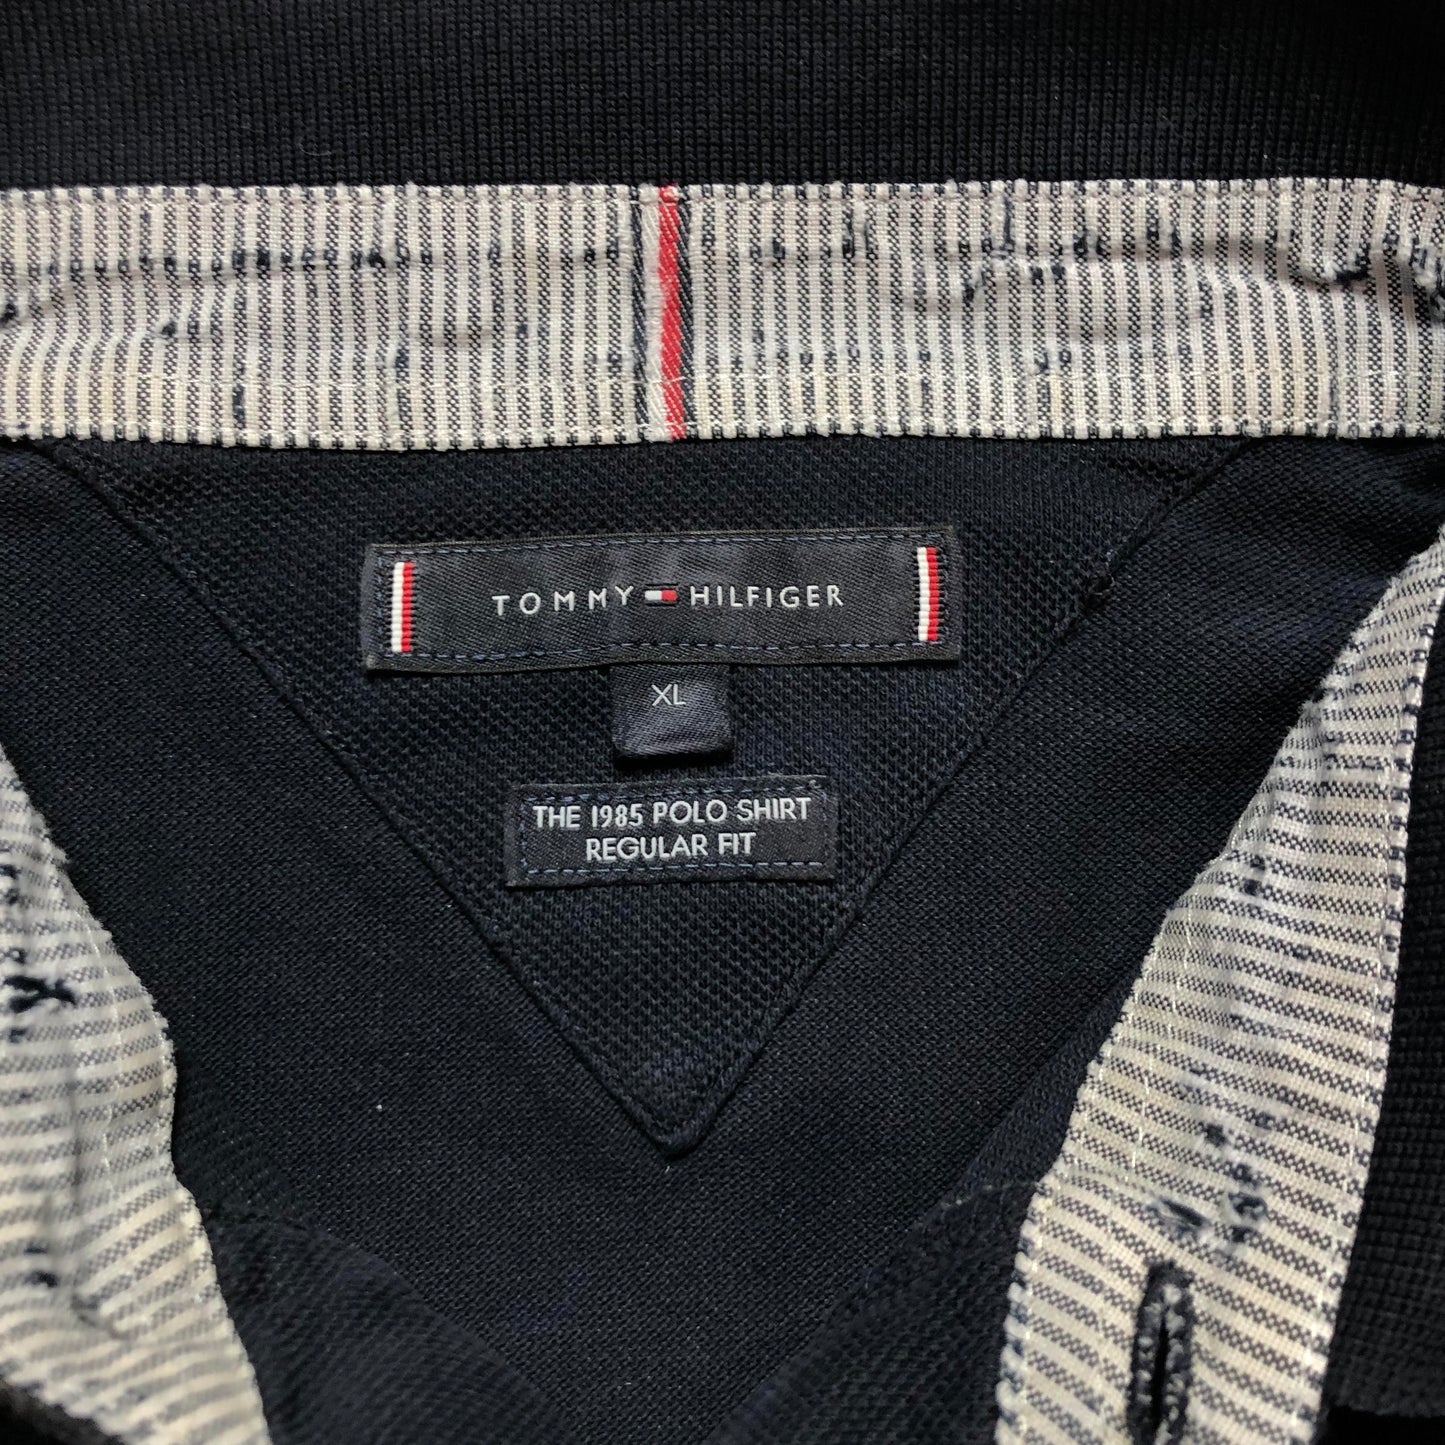 TOMMY HILFIGER
XL
THE 1985 POLO SHIRT
REGULAR FIT